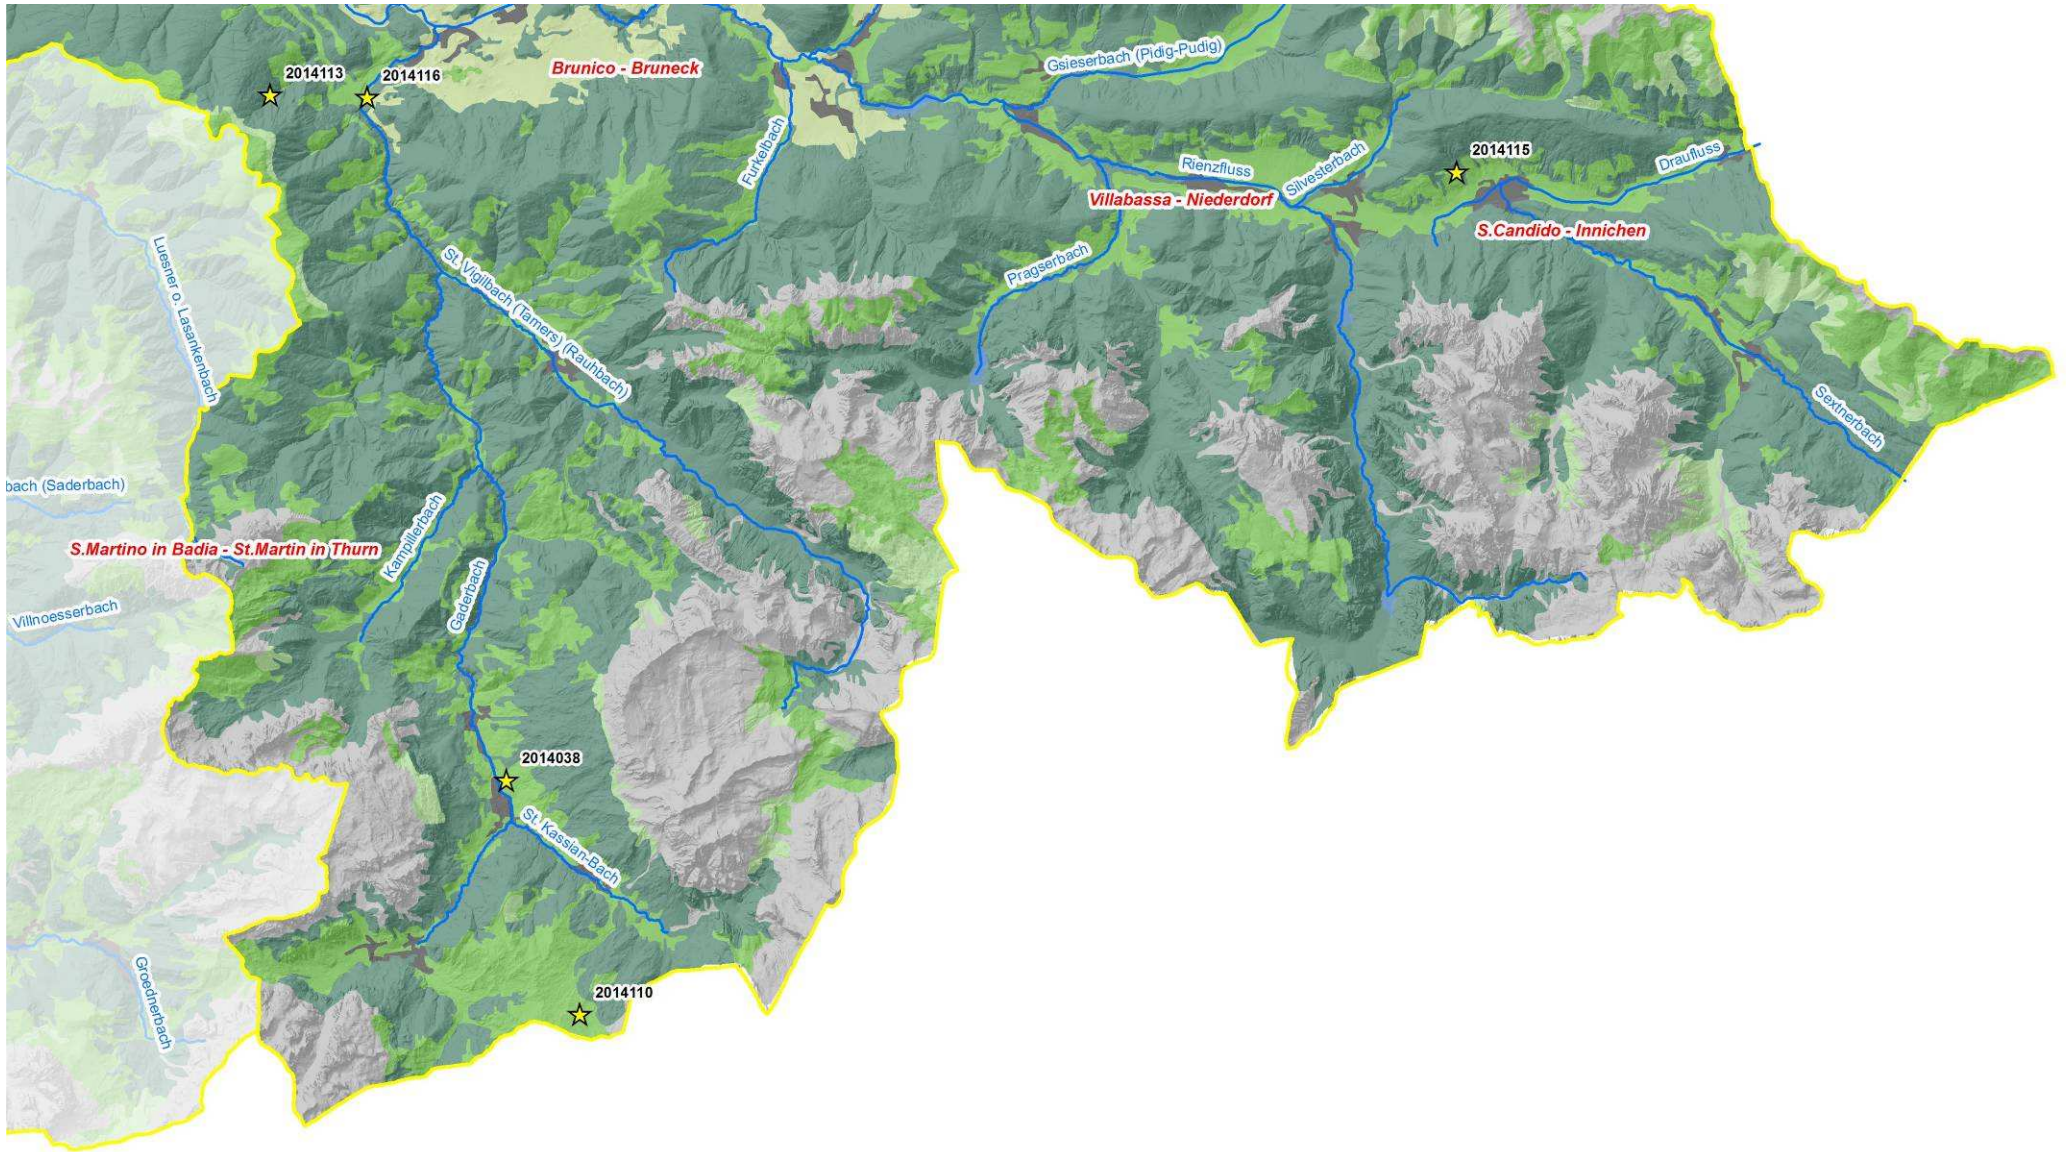 Gsieserbach (Pidig-Pudig)
Brunico - Bruneck
2014113
2014116
Furkelbach
2014115
Draufluss
Rienzfluss
Silvesterbach
Villabassa - Niederdorf
S.Candido - Innichen
Luesner o. Lasankenbach
St. Vigilbach (Tamers) (Rauhbach)
Pragserbach
Sextnerbach
bach (Saderbach)
S.Martino in Badia - St.Martin in Thurn
Kampillerbach
Gaderbach
Villnoesserbach
2014038
St. Kassian-Bach
Groednerbach
2014110